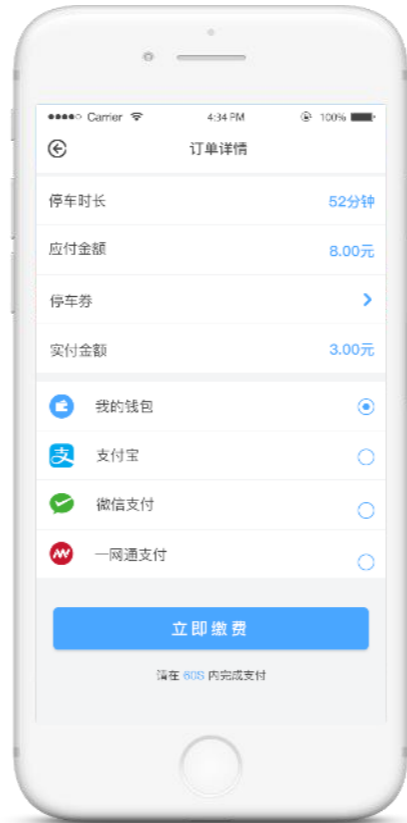 ●●●●○ Carrier 4:34 PM 100%
订单详情
停车时长 52分钟
应付金额 8.00元
停车券
实付金额 3.00元
我的钱包
支 支付宝
微信支付
一网通支付
立即缴费
请在 60S 内完成支付